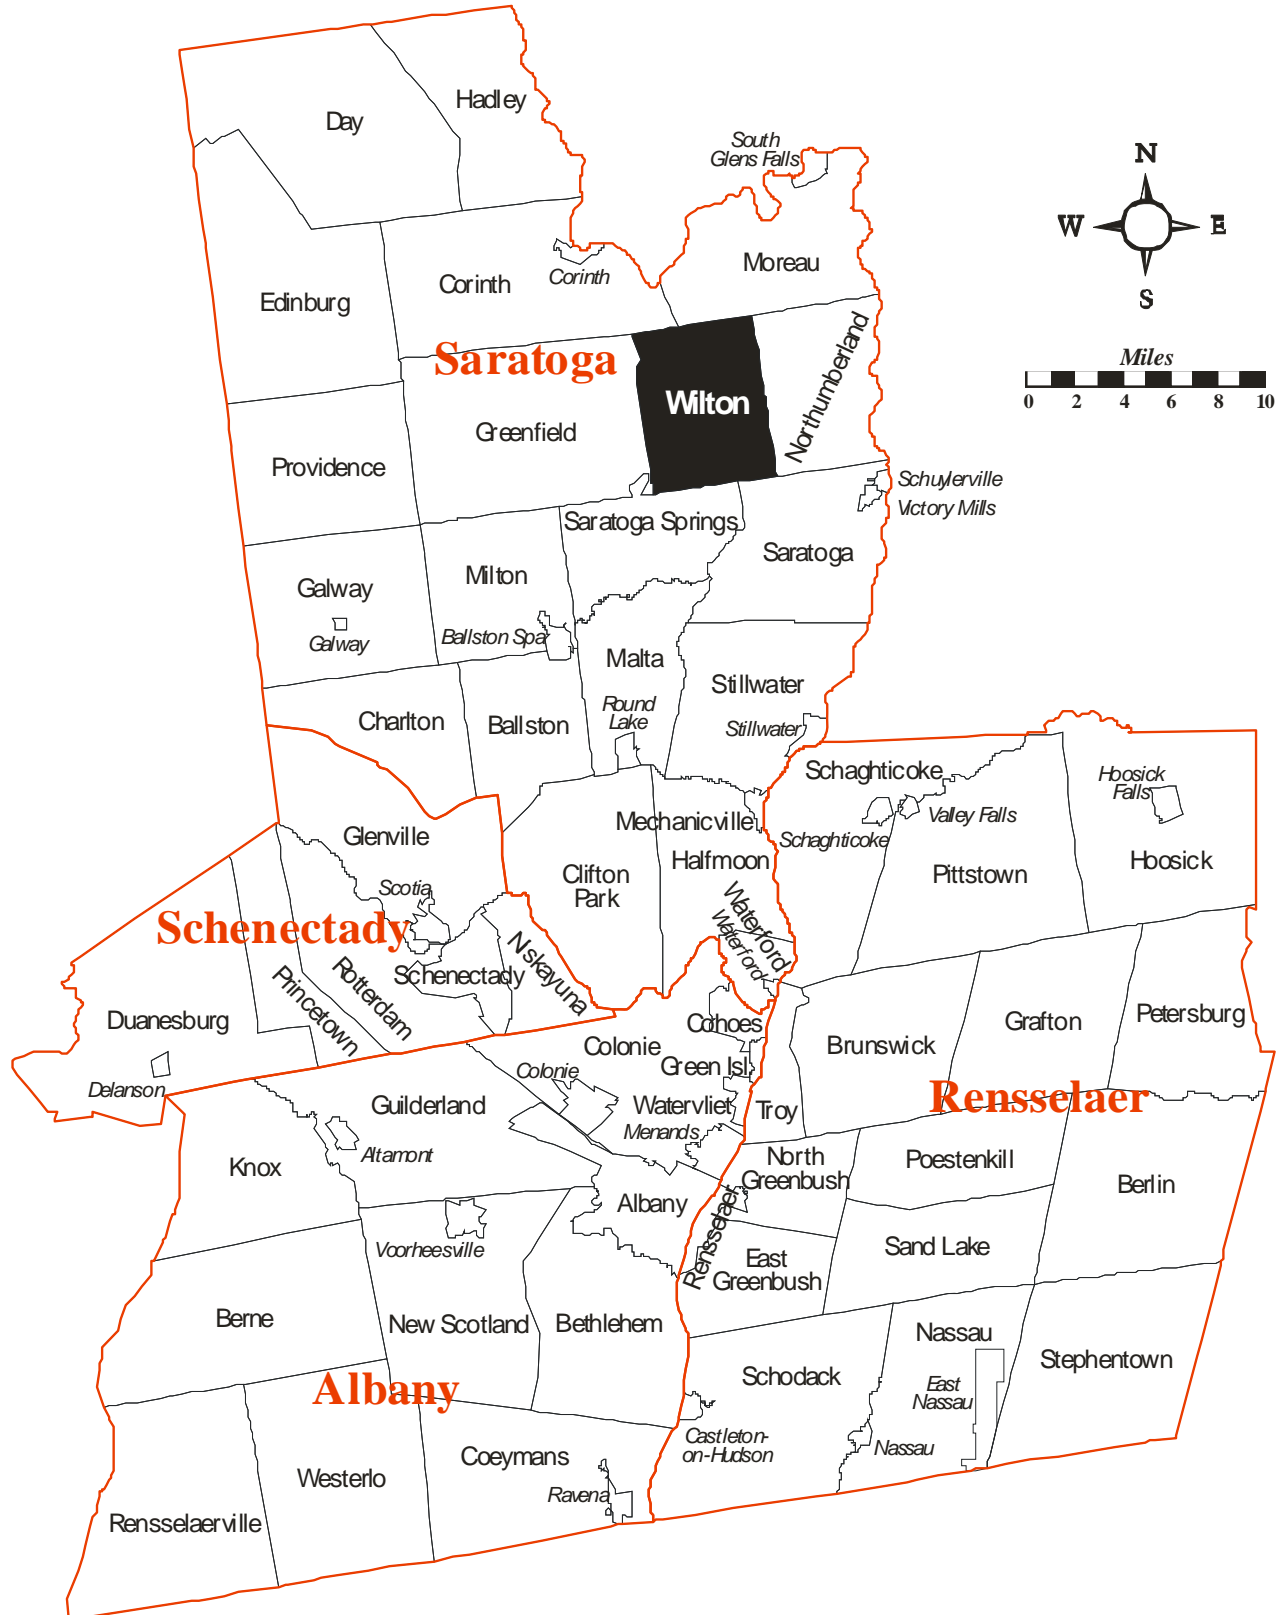 Hadley
Day
South
Glens Falls
N
W
E
S
Moreau
Corinth
Corinth
Edinburg
Miles
0 2 4 6 8 10
Saratoga
Wilton
Northumberland
Greenfield
Providence
Schuylerville
Victory Mills
Saratoga Springs
Saratoga
Milton
Galway
Galway
Ballston Spa
Malta
Stillwater
Round
Lake
Stillwater
Charlton
Ballston
Schaghticoke
Hoosick
Falls
Valley Falls
Schaghticoke
Mechanicville
Glenville
Halfmoon
Hoosick
Pittstown
Clifton
Park
Scotia
Waterford
Waterford
Schenectady
Niskayuna
Schenectady
Rotterdam
Princetown
Duanesburg
Petersburg
Grafton
Cohoes
Brunswick
Colonie
Green Isl.
Colonie
Delanson
Rensselaer
Guilderland
Watervliet
Troy
Menands
Altamont
Knox
North
Greenbush
Poestenkill
Berlin
Albany
Rensselaer
Voorheesville
Sand Lake
East
Greenbush
Berne
New Scotland
Bethlehem
Nassau
Stephentown
Schodack
Albany
East
Nassau
Castleton-
on-Hudson
Nassau
Coeymans
Westerlo
Ravena
Rensselaerville